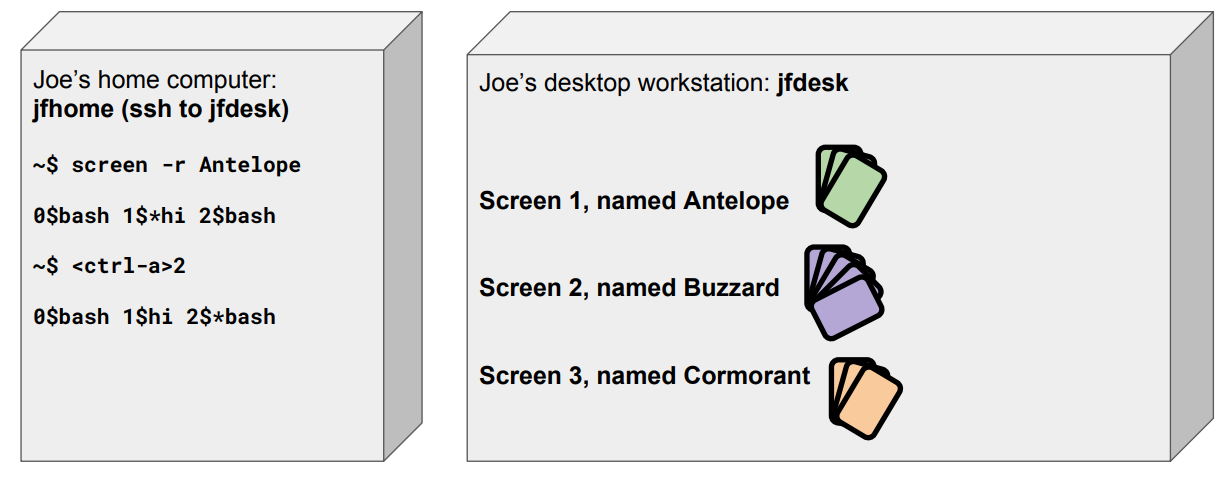 Joe’s home computer:
jfhome (ssh to jfdesk)
~$ screen -r Antelope
0$bash 1$*hi 2$bash
~$ <ctrl-a>2
0$bash 1$hi 2$*bash
Joe’s desktop workstation: jfdesk
Screen 1, named Antelope
Screen 2, named Buzzard
Screen 3, named Cormorant